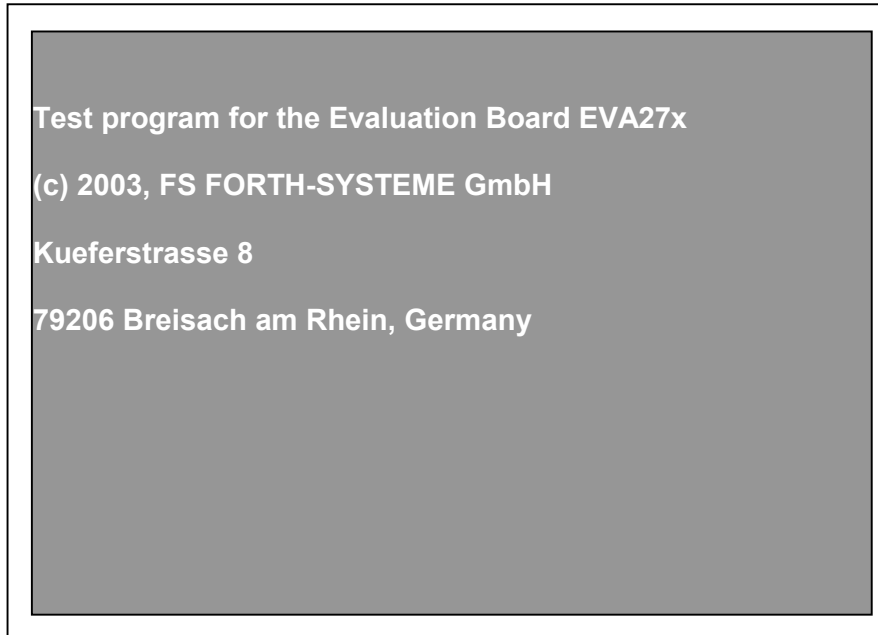 Test program for the Evaluation Board EVA27x
(c) 2003, FS FORTH-SYSTEME GmbH
Kueferstrasse 8
79206 Breisach am Rhein, Germany